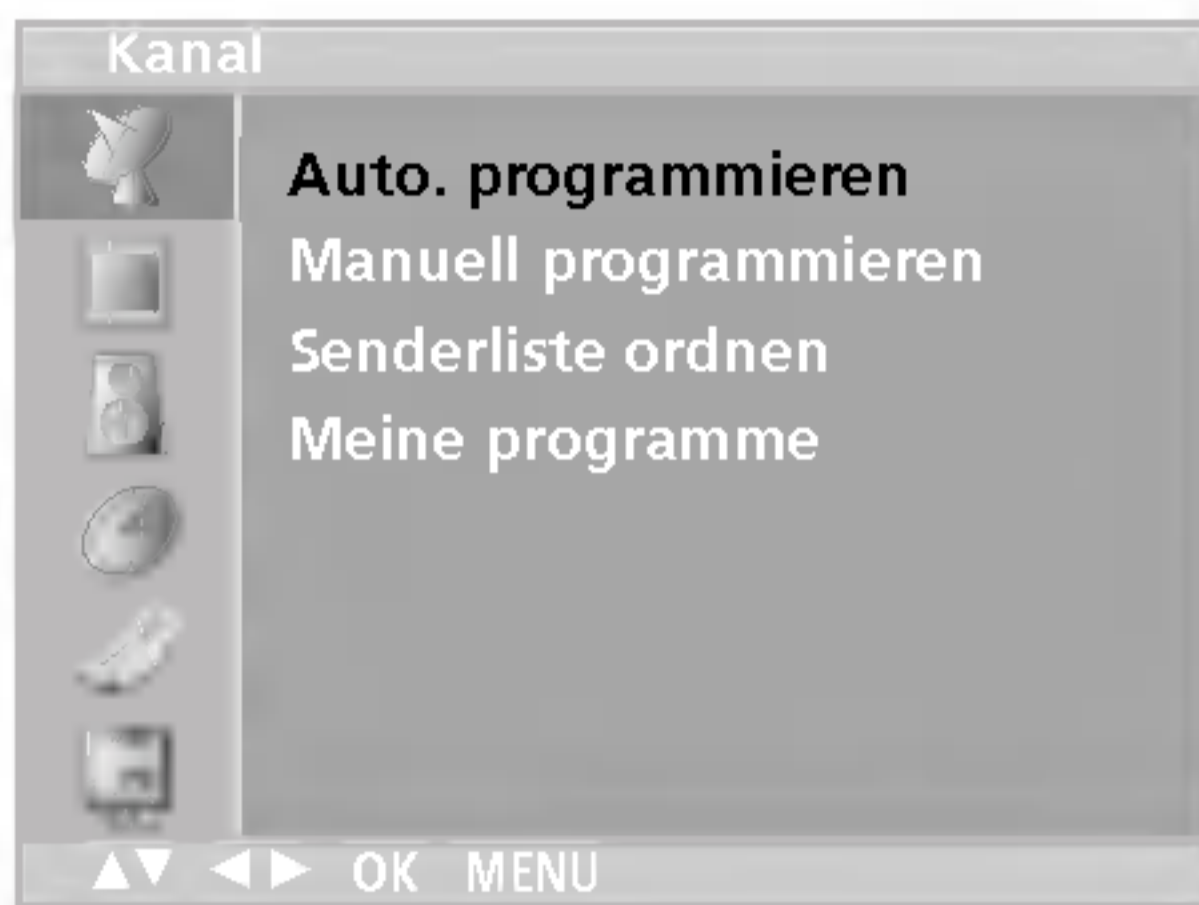 Kanal
Auto. programmieren
Manuell programmieren
Senderliste ordnen
Meine programme
▲▼ ◀▶ OK MENU